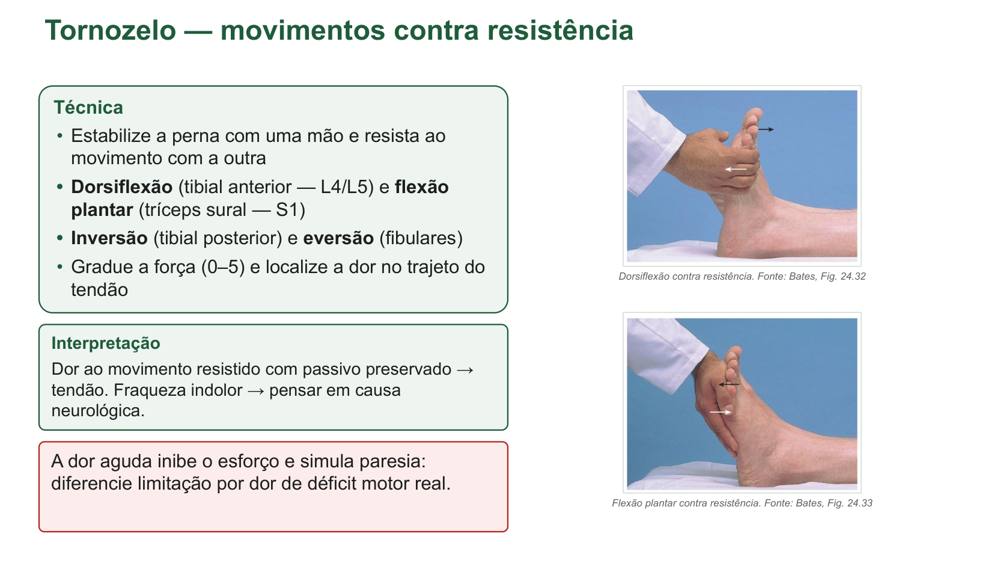 Tornozelo — movimentos contra resistência
Técnica
• Estabilize a perna com uma mão e resista ao
movimento com a outra
• Dorsiflexão (tibial anterior — L4/L5) e flexão
plantar (tríceps sural — S1)
• Inversão (tibial posterior) e eversão (fibulares)
• Gradue a força (0–5) e localize a dor no trajeto do
tendão
Interpretação
Dor ao movimento resistido com passivo preservado →
tendão. Fraqueza indolor → pensar em causa
neurológica.
A dor aguda inibe o esforço e simula paresia:
diferencie limitação por dor de déficit motor real.
Dorsiflexão contra resistência. Fonte: Bates, Fig. 24.32
Flexão plantar contra resistência. Fonte: Bates, Fig. 24.33